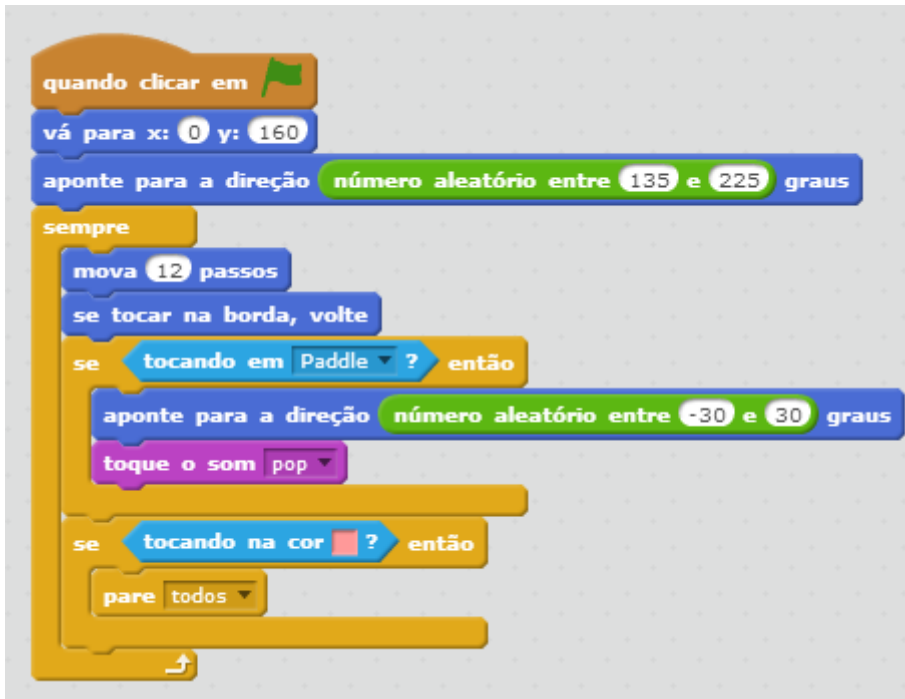 quando clicar em
vá para x: 0 y: 160
aponte para a direção número aleatório entre 135 e 225 graus
sempre
mova 12 passos
se tocar na borda, volte
se tocando em Paddle ? então
aponte para a direção número aleatório entre -30 e 30 graus
toque o som pop
se tocando na cor ? então
pare todos